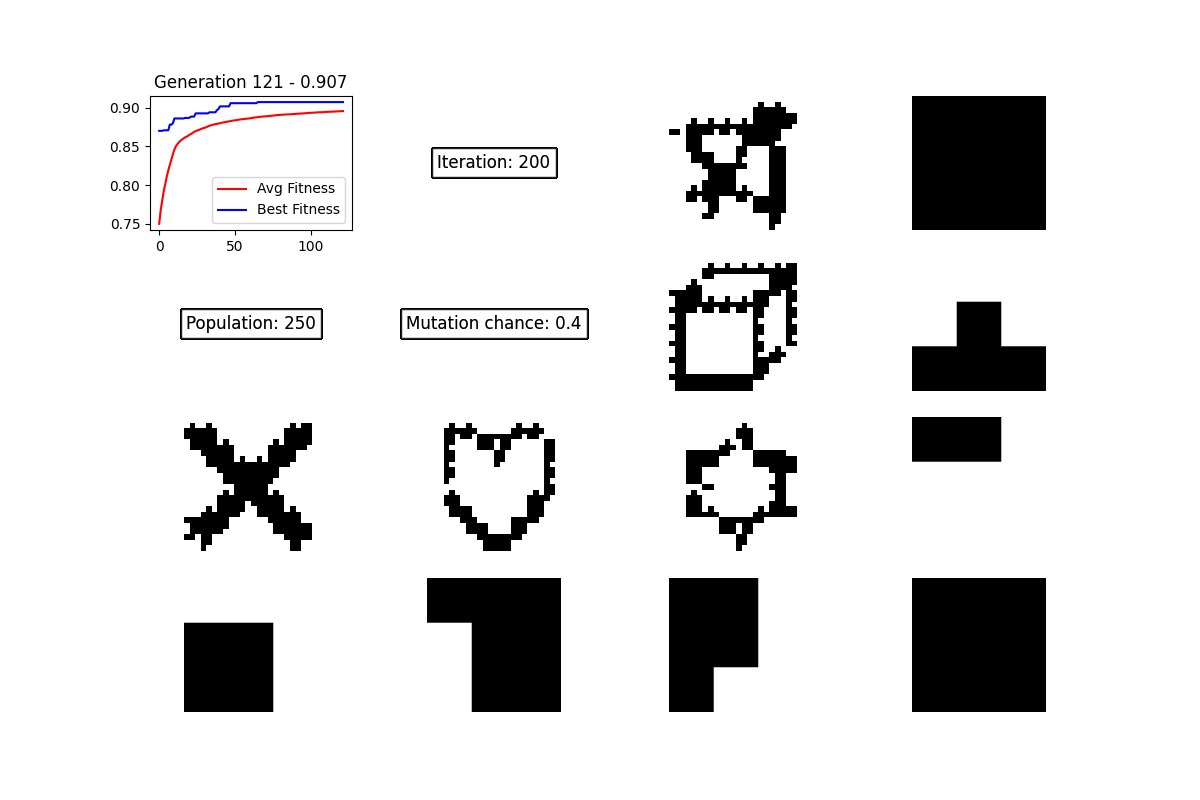 Generation 121 - 0.907
0.90
0.85
0.80
0.75
0 50 100
Avg Fitness
Best Fitness
Iteration: 200
Population: 250
Mutation chance: 0.4